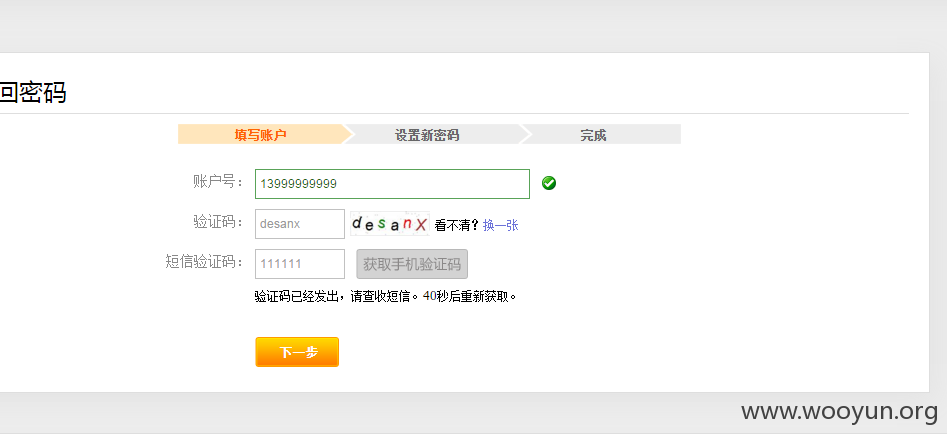 回密码
填写账户 设置新密码 完成
账户号： 13999999999
验证码： desanx desanX 看不清？换一张
短信验证码： 111111 获取手机验证码
验证码已经发出，请查收短信。40秒后重新获取。
下一步
www.wooyun.org